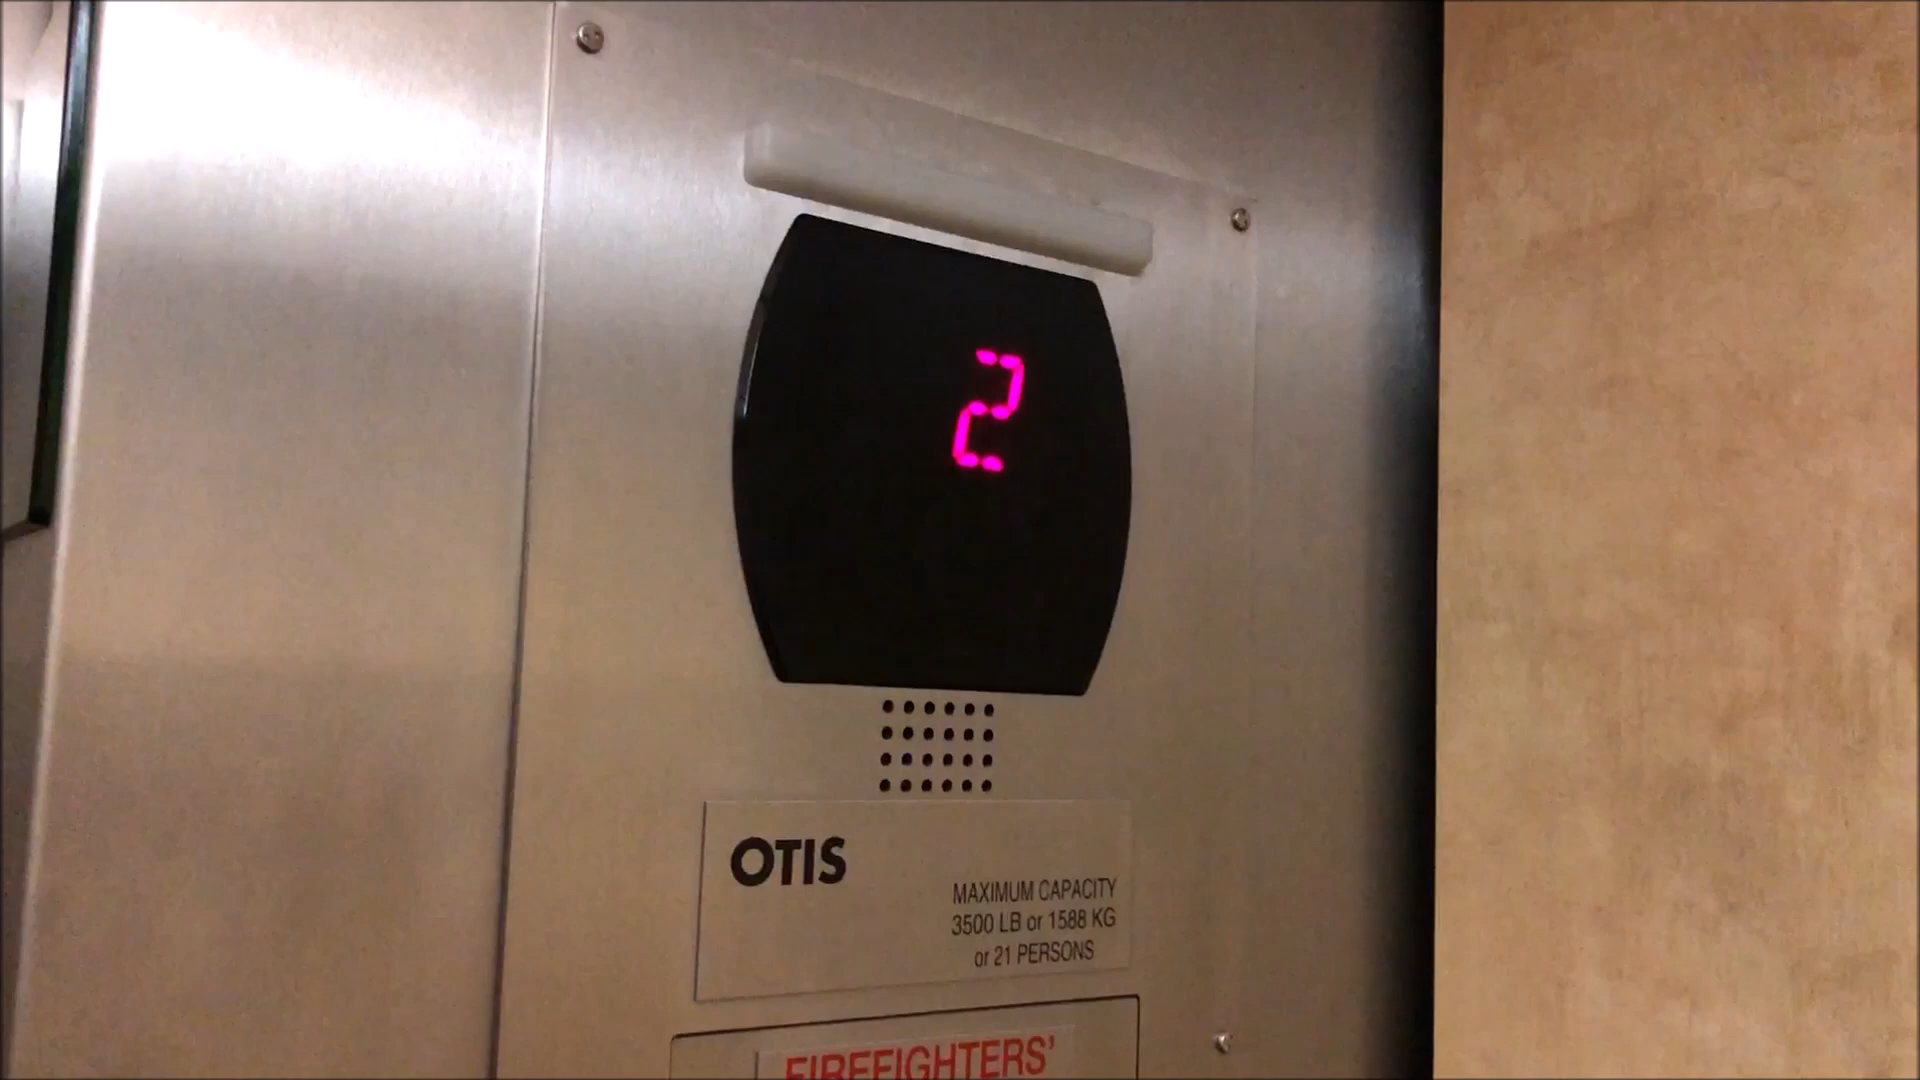 2
OTIS
MAXIMUM CAPACITY
3500 LB or 1588 KG
or 21 PERSONS
FIREFIGHTERS'